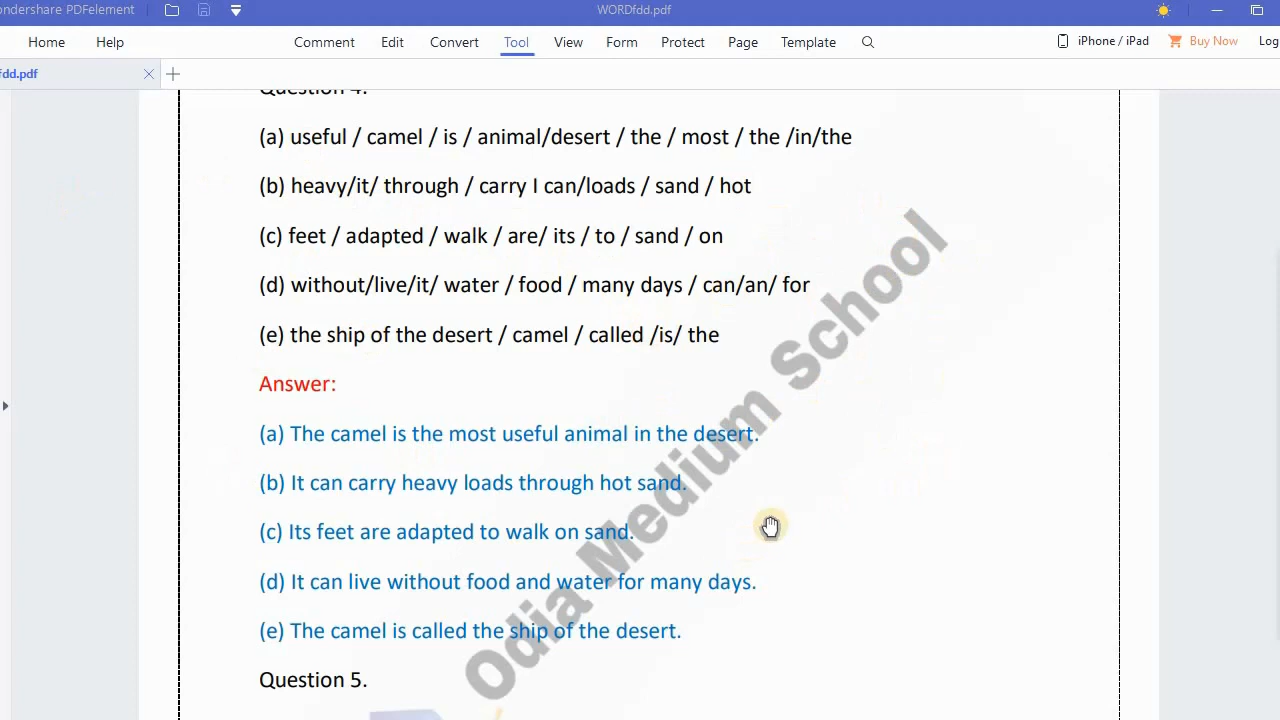 ondershare PDFelement
WORDfdd.pdf
Home Help Comment Edit Convert Tool View Form Protect Page Template iPhone / iPad Buy Now Log
fdd.pdf
Question 4.
(a) useful / camel / is / animal/desert / the / most / the /in/the
(b) heavy/it/ through / carry I can/loads / sand / hot
(c) feet / adapted / walk / are/ its / to / sand / on
(d) without/live/it/ water / food / many days / can/an/ for
(e) the ship of the desert / camel / called /is/ the
Answer:
(a) The camel is the most useful animal in the desert.
(b) It can carry heavy loads through hot sand.
(c) Its feet are adapted to walk on sand.
(d) It can live without food and water for many days.
(e) The camel is called the ship of the desert.
Question 5.
Odia Medium School